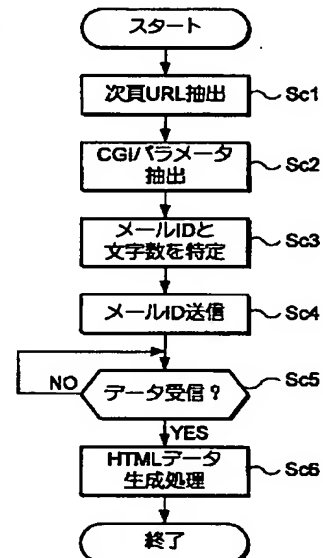 スタート
次頁URL抽出
Sc1
CGIパラメータ
抽出
Sc2
メールIDと
文字数を特定
Sc3
メールID送信
Sc4
データ受信？
Sc5
NO
YES
HTMLデータ
生成処理
Sc6
終了